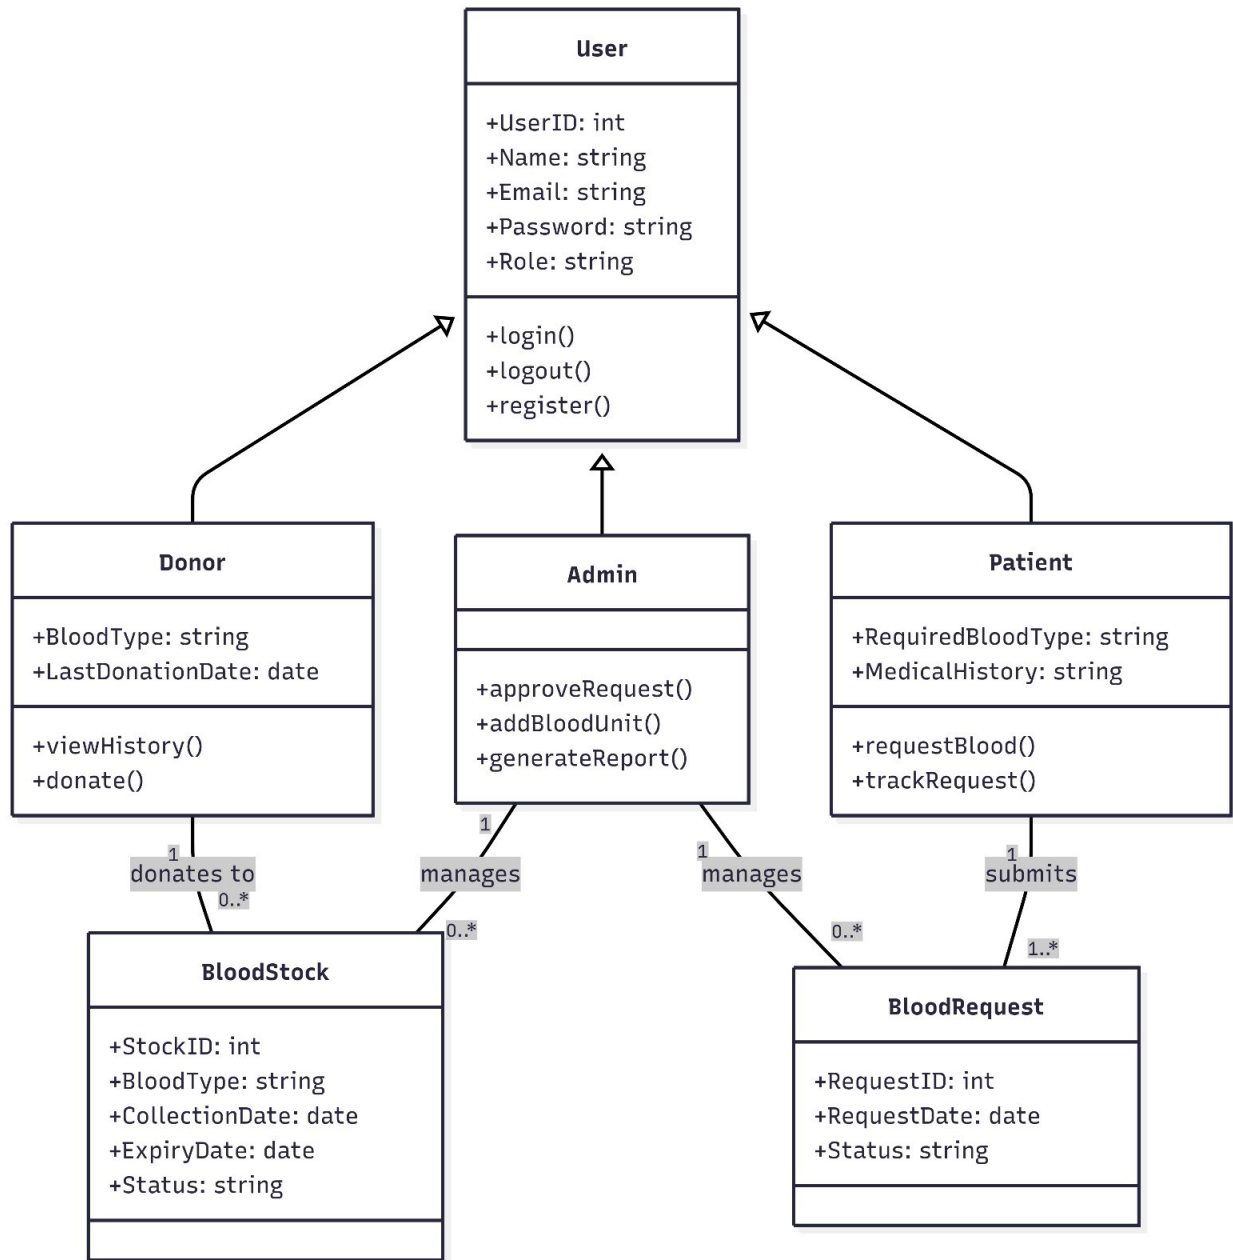 User
+UserID: int
+Name: string
+Email: string
+Password: string
+Role: string
+login()
+logout()
+register()
Donor
+BloodType: string
+LastDonationDate: date
+viewHistory()
+donate()
Admin
+approveRequest()
+addBloodUnit()
+generateReport()
Patient
+RequiredBloodType: string
+MedicalHistory: string
+requestBlood()
+trackRequest()
1
donates to
0..*
1
manages
0..*
1
manages
0..*
1
submits
1..*
BloodStock
+StockID: int
+BloodType: string
+CollectionDate: date
+ExpiryDate: date
+Status: string
BloodRequest
+RequestID: int
+RequestDate: date
+Status: string